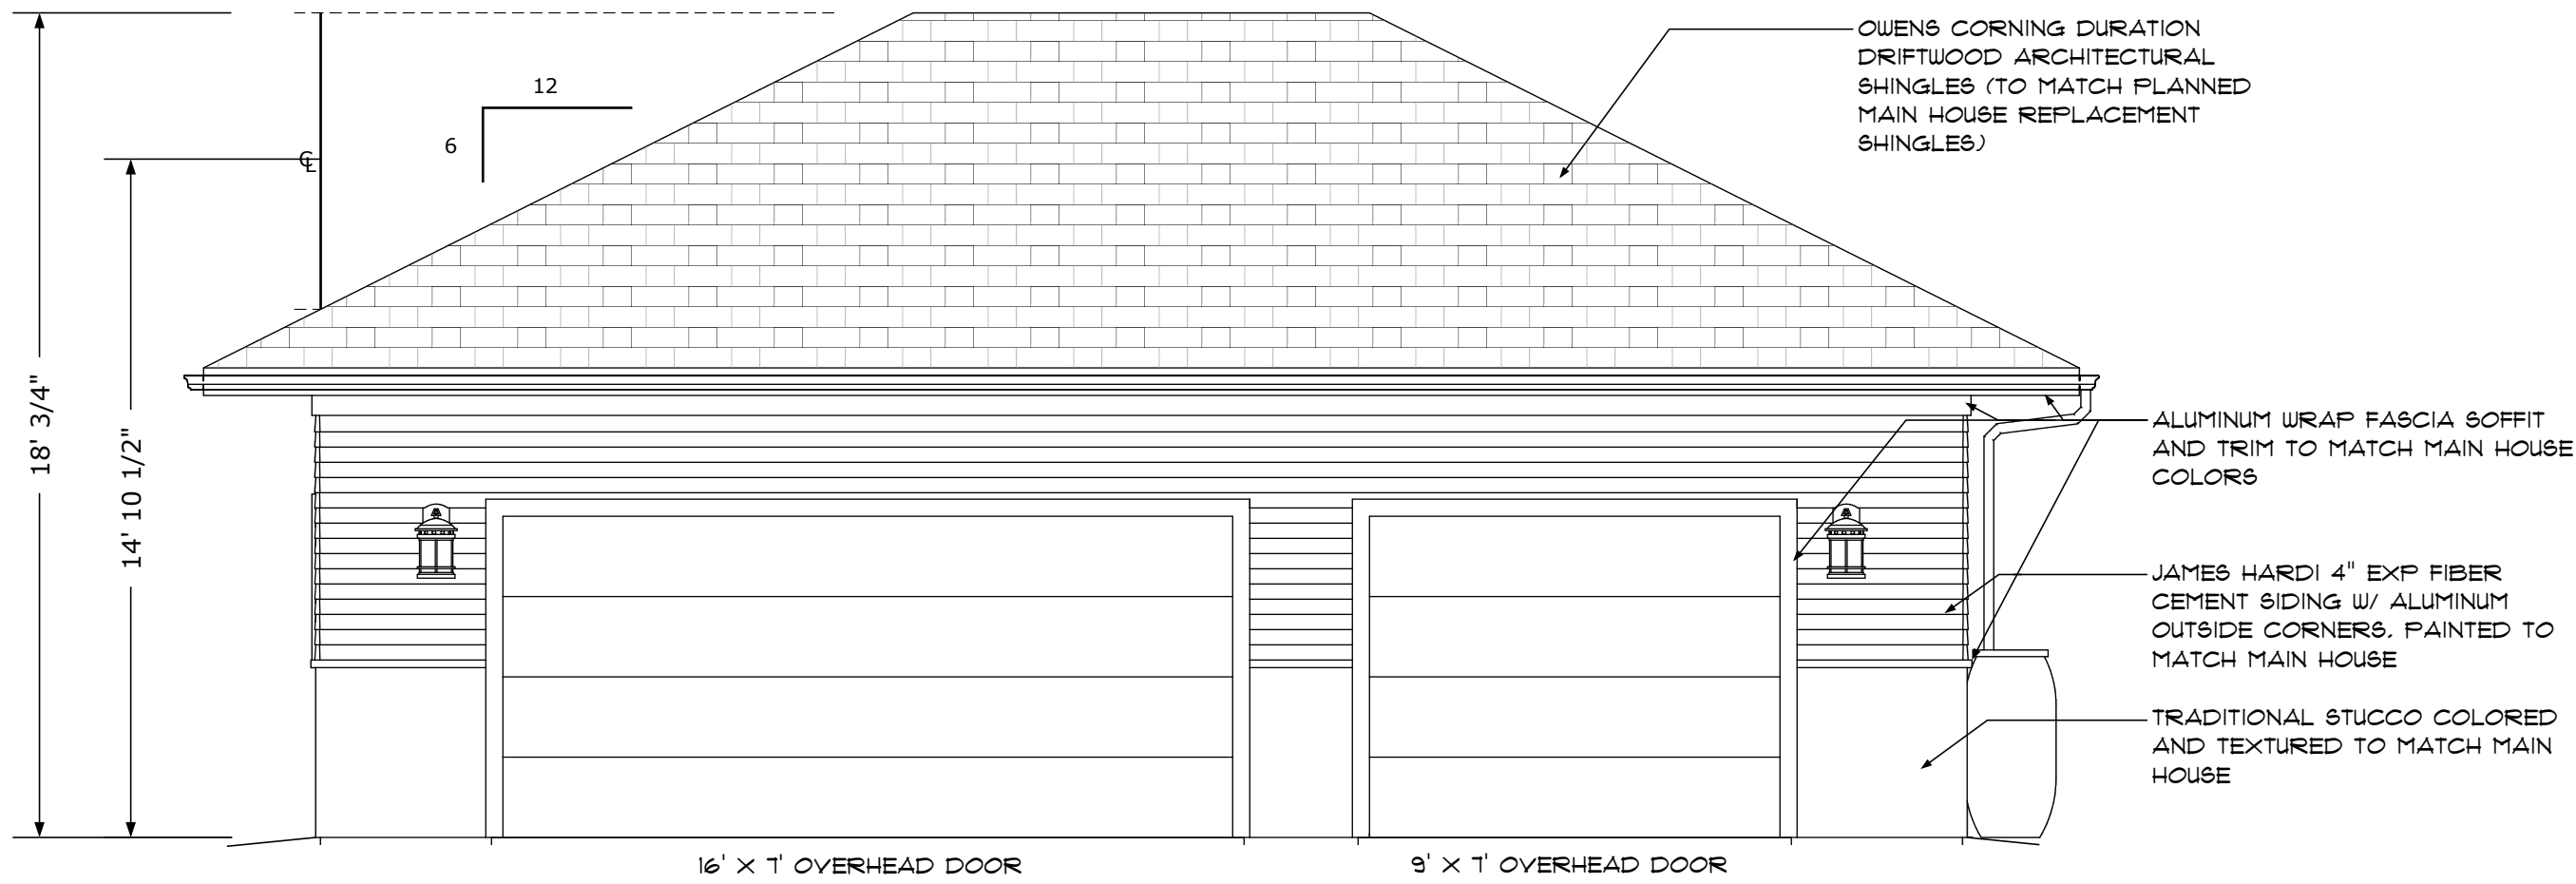 OWENS CORNING DURATION
DRIFTWOOD ARCHITECTURAL
SHINGLES (TO MATCH PLANNED
MAIN HOUSE REPLACEMENT
SHINGLES)
12
6
℄
18' 3/4"
14' 10 1/2"
ALUMINUM WRAP FASCIA SOFFIT
AND TRIM TO MATCH MAIN HOUSE
COLORS
JAMES HARDI 4" EXP FIBER
CEMENT SIDING W/ ALUMINUM
OUTSIDE CORNERS. PAINTED TO
MATCH MAIN HOUSE
TRADITIONAL STUCCO COLORED
AND TEXTURED TO MATCH MAIN
HOUSE
16' X 7' OVERHEAD DOOR
9' X 7' OVERHEAD DOOR